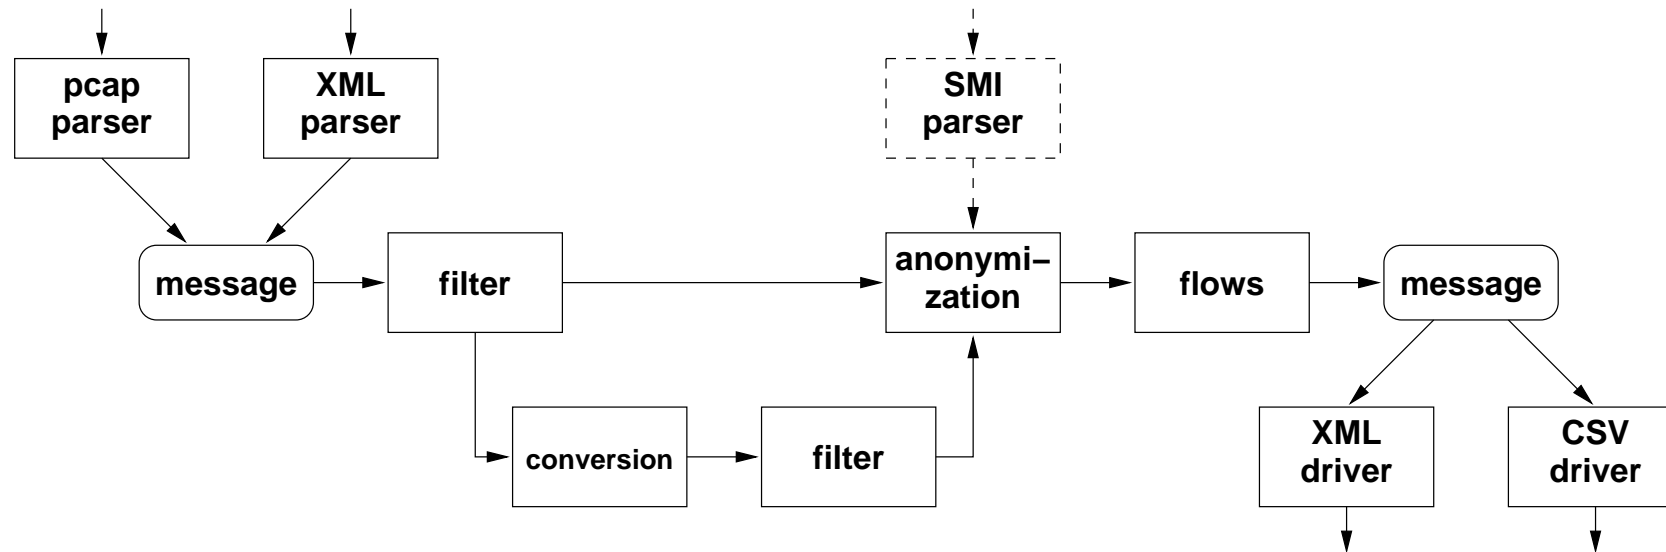 pcap
parser
XML
parser
SMI
parser
message
filter
anonymi–
zation
flows
message
conversion
filter
XML
driver
CSV
driver